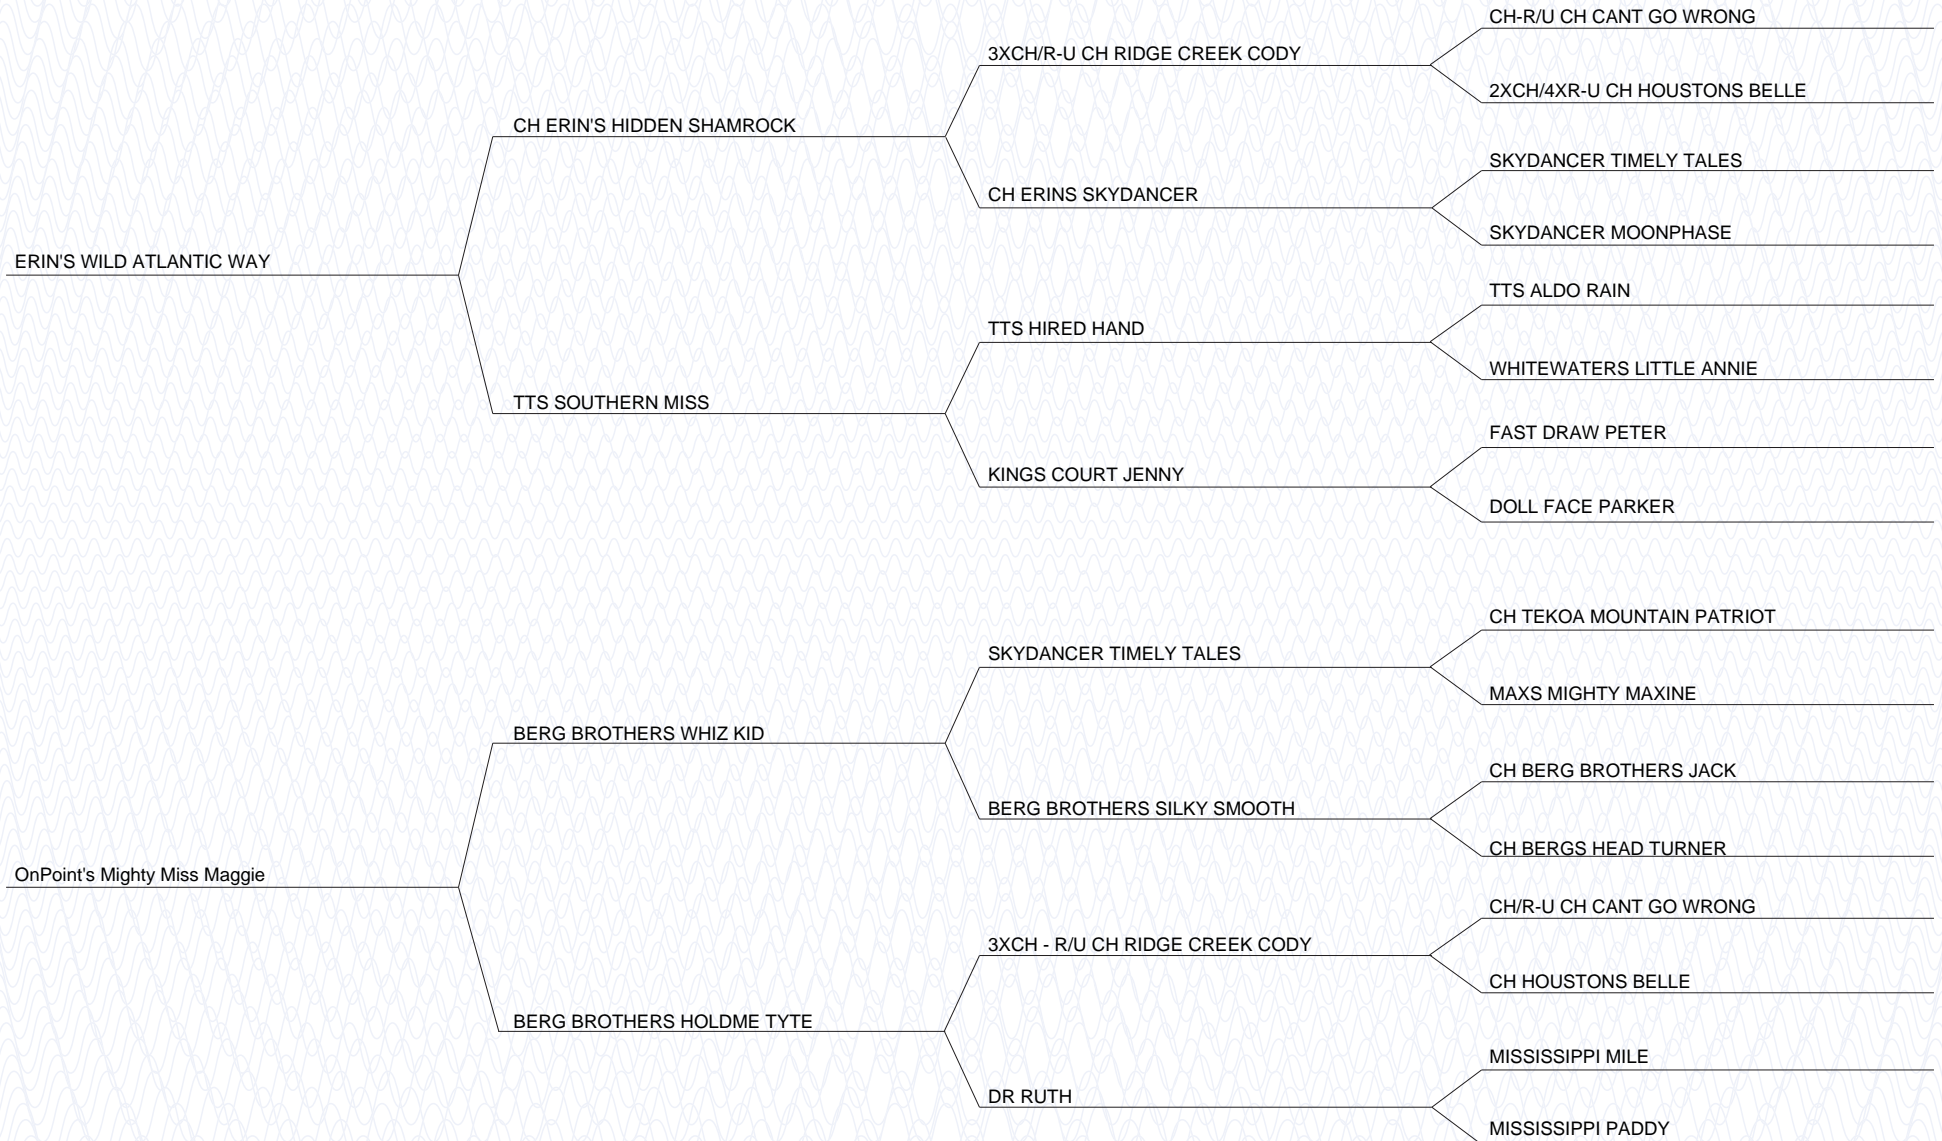 CH-R/U CH CANT GO WRONG
3XCH/R-U CH RIDGE CREEK CODY
2XCH/4XR-U CH HOUSTONS BELLE
CH ERIN'S HIDDEN SHAMROCK
SKYDANCER TIMELY TALES
CH ERINS SKYDANCER
SKYDANCER MOONPHASE
ERIN'S WILD ATLANTIC WAY
TTS ALDO RAIN
TTS HIRED HAND
WHITEWATERS LITTLE ANNIE
TTS SOUTHERN MISS
FAST DRAW PETER
KINGS COURT JENNY
DOLL FACE PARKER
CH TEKOA MOUNTAIN PATRIOT
SKYDANCER TIMELY TALES
MAXS MIGHTY MAXINE
BERG BROTHERS WHIZ KID
CH BERG BROTHERS JACK
BERG BROTHERS SILKY SMOOTH
CH BERGS HEAD TURNER
OnPoint's Mighty Miss Maggie
CH/R-U CH CANT GO WRONG
3XCH - R/U CH RIDGE CREEK CODY
CH HOUSTONS BELLE
BERG BROTHERS HOLDME TYTE
MISSISSIPPI MILE
DR RUTH
MISSISSIPPI PADDY